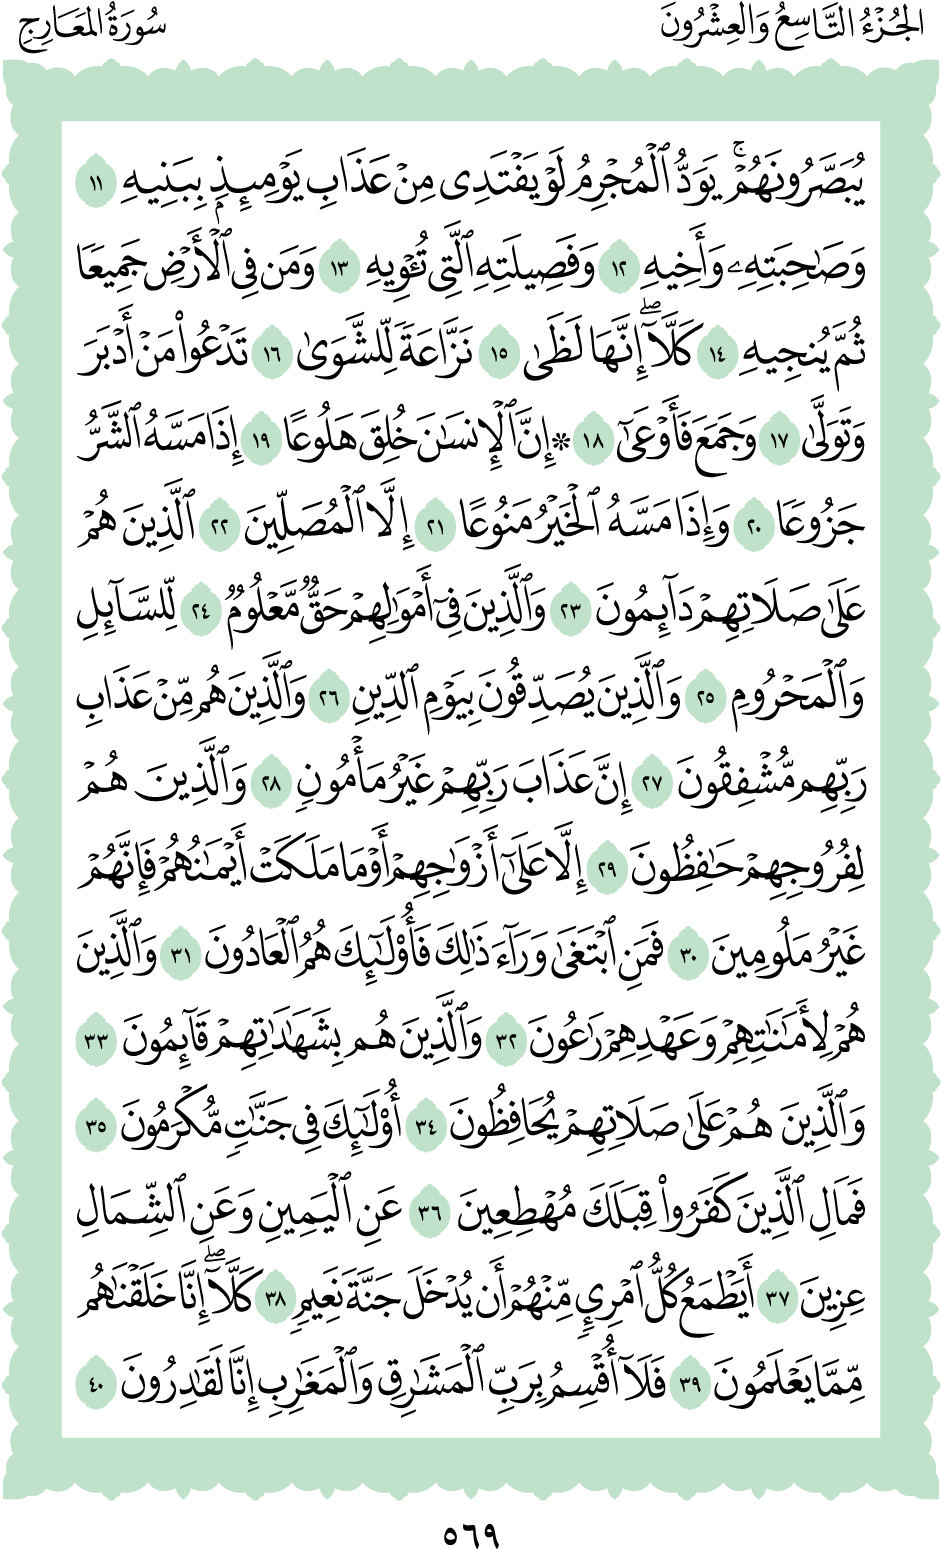 الجُزْءُ التَّاسِعُ وَالعِشْرُونَ
سُورَةُ المَعَارِجِ
يُبَصَّرُونَهُمْۚ يَوَدُّ ٱلْمُجْرِمُ لَوْ يَفْتَدِى مِنْ عَذَابِ يَوْمِئِذِۭ بِبَنِيهِ ١١
وَصَٰحِبَتِهِۦ وَأَخِيهِ ١٢ وَفَصِيلَتِهِ ٱلَّتِى تُـْٔوِيهِ ١٣ وَمَن فِى ٱلْأَرْضِ جَمِيعًا
ثُمَّ يُنجِيهِ ١٤ كَلَّآۖ إِنَّهَا لَظَىٰ ١٥ نَزَّاعَةً لِّلشَّوَىٰ ١٦ تَدْعُوا۟ مَنْ أَدْبَرَ
وَتَوَلَّىٰ ١٧ وَجَمَعَ فَأَوْعَىٰٓ ١٨ * إِنَّ ٱلْإِنسَٰنَ خُلِقَ هَلُوعًا ١٩ إِذَا مَسَّهُ ٱلشَّرُّ
جَزُوعًا ٢٠ وَإِذَا مَسَّهُ ٱلْخَيْرُ مَنُوعًا ٢١ إِلَّا ٱلْمُصَلِّينَ ٢٢ ٱلَّذِينَ هُمْ
عَلَىٰ صَلَاتِهِمْ دَآئِمُونَ ٢٣ وَٱلَّذِينَ فِىٓ أَمْوَٰلِهِمْ حَقٌّ مَّعْلُومٌ ٢٤ لِّلسَّآئِلِ
وَٱلْمَحْرُومِ ٢٥ وَٱلَّذِينَ يُصَدِّقُونَ بِيَوْمِ ٱلدِّينِ ٢٦ وَٱلَّذِينَ هُم مِّنْ عَذَابِ
رَبِّهِم مُّشْفِقُونَ ٢٧ إِنَّ عَذَابَ رَبِّهِمْ غَيْرُ مَأْمُونٍ ٢٨ وَٱلَّذِينَ هُمْ
لِفُرُوجِهِمْ حَٰفِظُونَ ٢٩ إِلَّا عَلَىٰٓ أَزْوَٰجِهِمْ أَوْ مَا مَلَكَتْ أَيْمَٰنُهُمْ فَإِنَّهُمْ
غَيْرُ مَلُومِينَ ٣٠ فَمَنِ ٱبْتَغَىٰ وَرَآءَ ذَٰلِكَ فَأُو۟لَٰٓئِكَ هُمُ ٱلْعَادُونَ ٣١ وَٱلَّذِينَ
هُمْ لِأَمَٰنَٰتِهِمْ وَعَهْدِهِمْ رَٰعُونَ ٣٢ وَٱلَّذِينَ هُم بِشَهَٰدَٰتِهِمْ قَآئِمُونَ ٣٣
وَٱلَّذِينَ هُمْ عَلَىٰ صَلَاتِهِمْ يُحَافِظُونَ ٣٤ أُو۟لَٰٓئِكَ فِى جَنَّٰتٍ مُّكْرَمُونَ ٣٥
فَمَالِ ٱلَّذِينَ كَفَرُوا۟ قِبَلَكَ مُهْطِعِينَ ٣٦ عَنِ ٱلْيَمِينِ وَعَنِ ٱلشِّمَالِ
عِزِينَ ٣٧ أَيَطْمَعُ كُلُّ ٱمْرِئٍ مِّنْهُمْ أَن يُدْخَلَ جَنَّةَ نَعِيمٍ ٣٨ كَلَّآۖ إِنَّا خَلَقْنَٰهُم
مِّمَّا يَعْلَمُونَ ٣٩ فَلَآ أُقْسِمُ بِرَبِّ ٱلْمَشَٰرِقِ وَٱلْمَغَٰرِبِ إِنَّا لَقَٰدِرُونَ ٤٠
٥٦٩